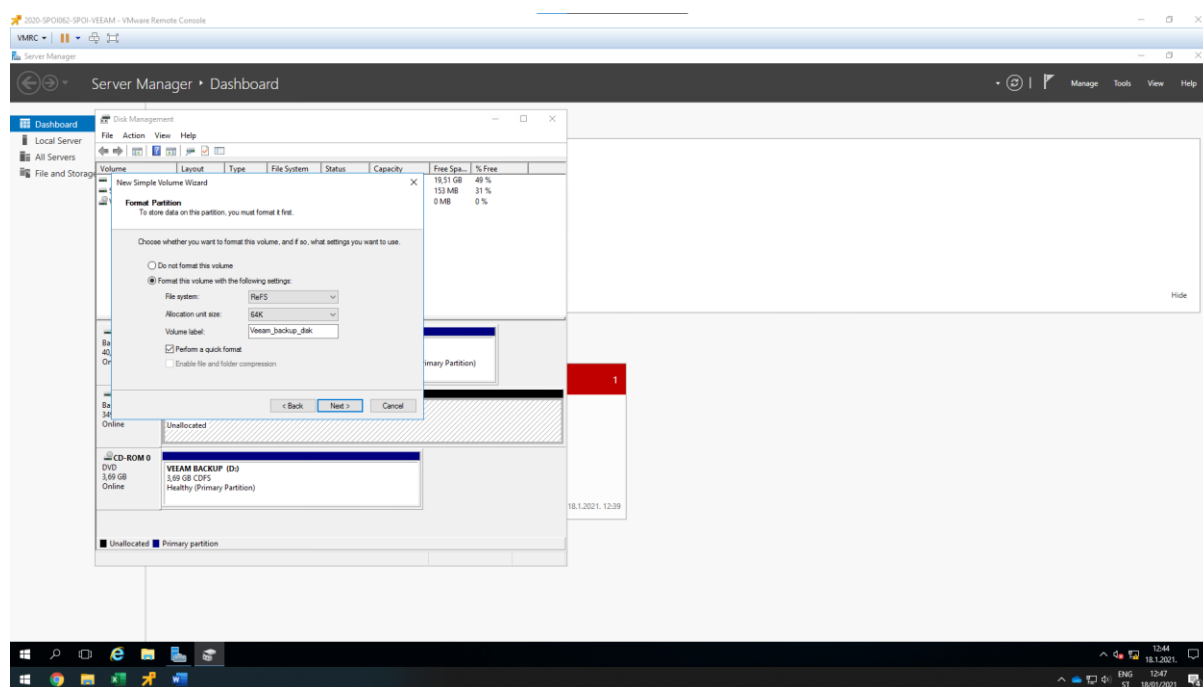 2020-SPOI062-SPOI-VEEAM - VMware Remote Console
VMRC
Server Manager
Server Manager • Dashboard
Manage Tools View Help
Dashboard
Local Server
All Servers
File and Storag
Disk Management
File Action View Help
Volume Layout Type File System Status Capacity Free Spa... % Free
19,51 GB 49 %
153 MB 31 %
0 MB 0 %
New Simple Volume Wizard
Format Partition
To store data on this partition, you must format it first.
Choose whether you want to format this volume, and if so, what settings you want to use.
Do not format this volume
Format this volume with the following settings:
File system: ReFS
Allocation unit size: 64K
Volume label: Veeam_backup_disk
Perform a quick format
Enable file and folder compression
< Back Next > Cancel
Hide
Ba
40,
Or
imary Partition)
1
Ba
Online
Unallocated
CD-ROM 0
DVD
3,69 GB
Online
VEEAM BACKUP (D:)
3,69 GB CDFS
Healthy (Primary Partition)
18.1.2021. 12:39
Unallocated Primary partition
12:44
18.1.2021.
ENG 12:47
ST 18/01/2021